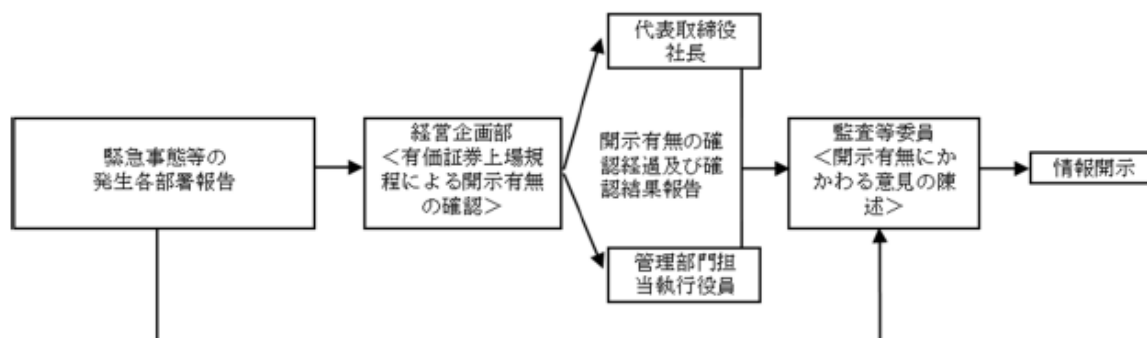 緊急事態等の
発生各部署報告
経営企画部
＜有価証券上場規
程による開示有無
の確認＞
代表取締役
社長
開示有無の確
認経過及び確
認結果報告
管理部門担
当執行役員
監査等委員
＜開示有無にか
かわる意見の陳
述＞
情報開示